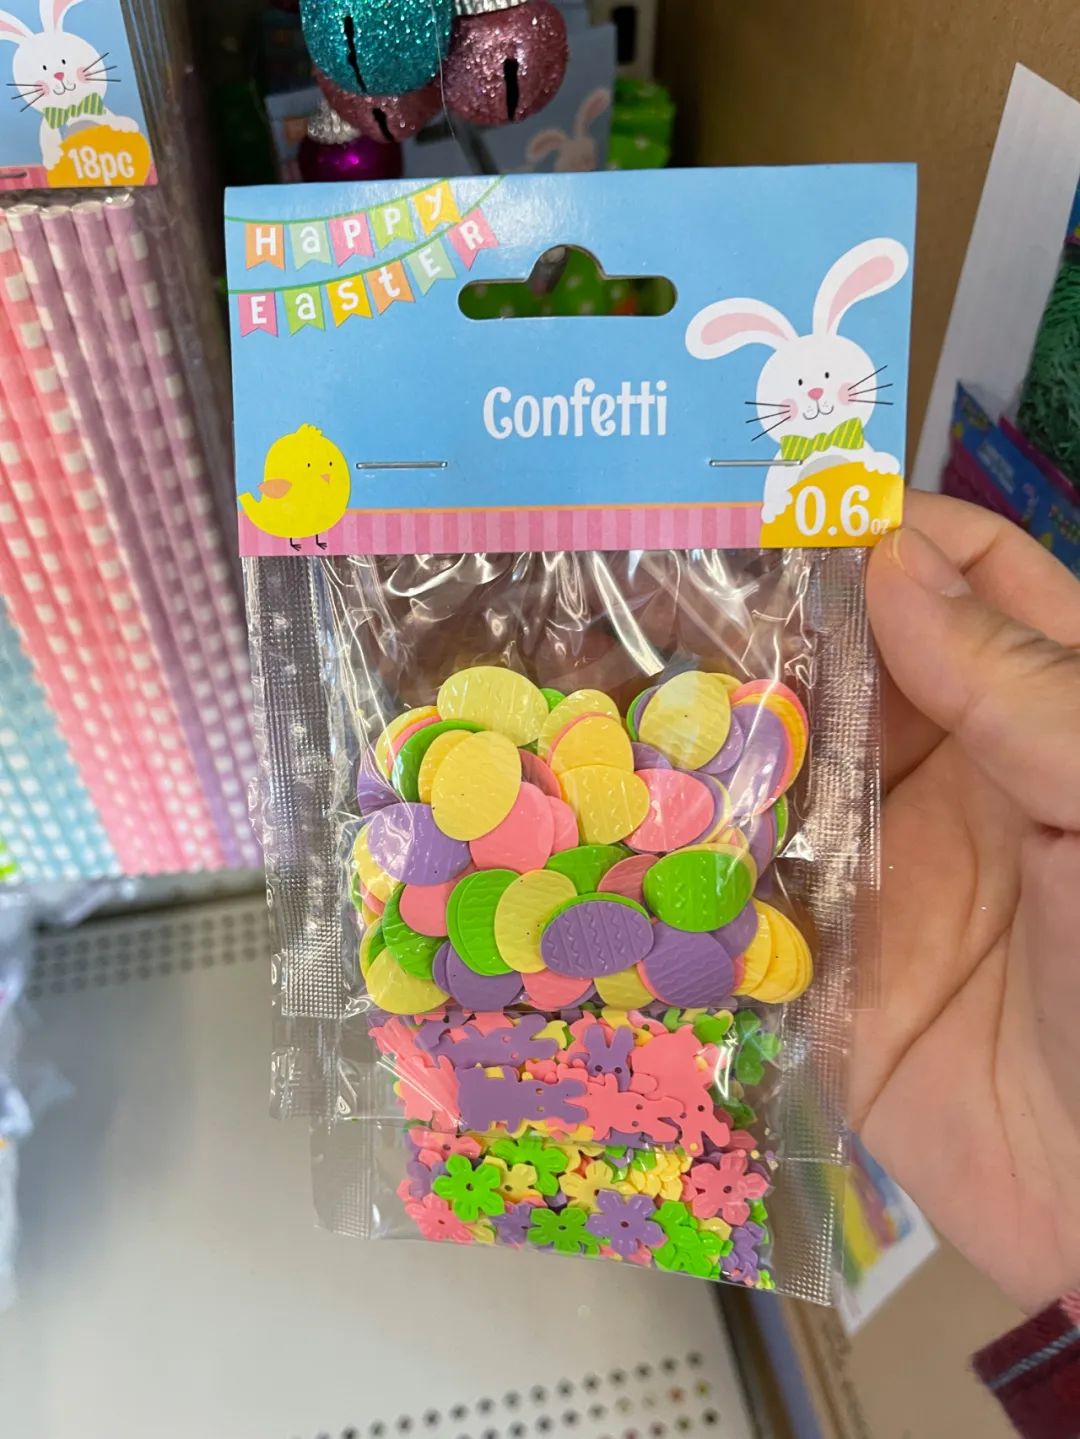 18pc
Happy
Easter
Confetti
0.6oz